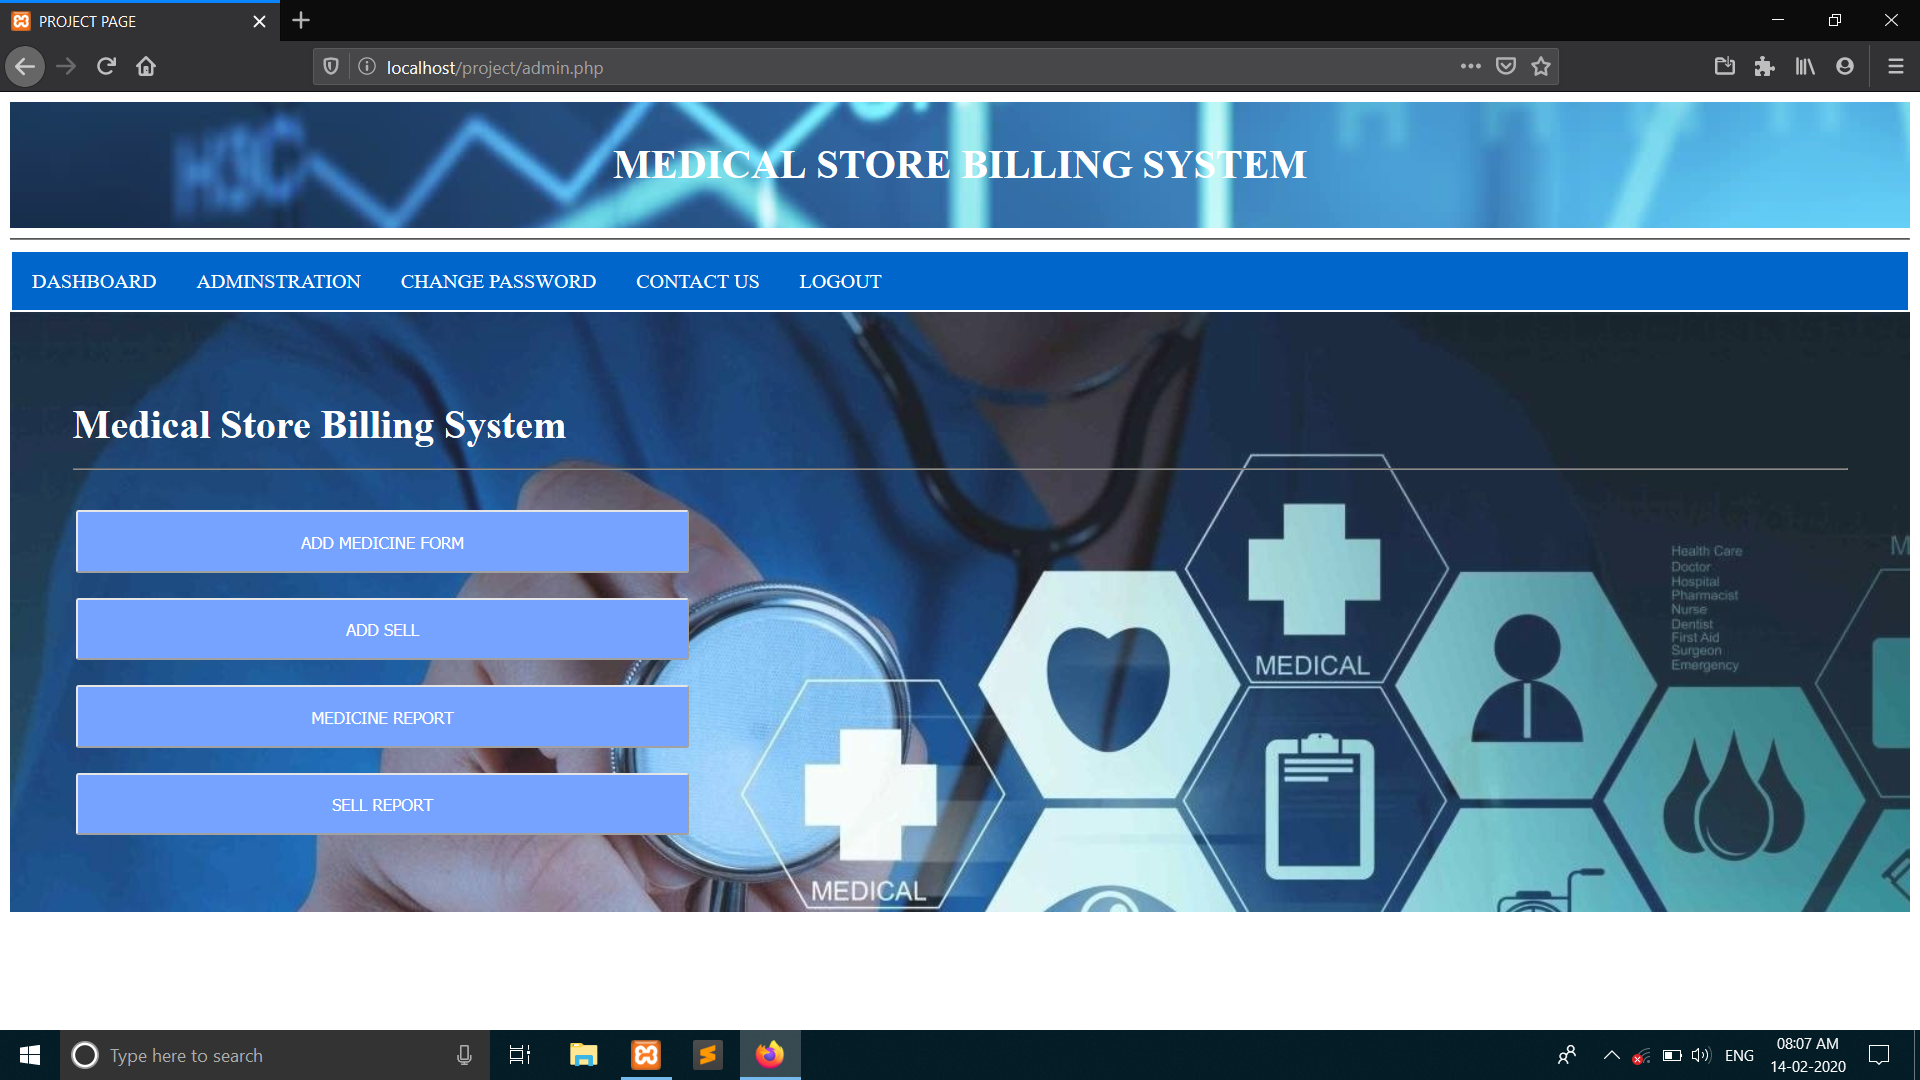 PROJECT PAGE
localhost/project/admin.php
H3C
MEDICAL STORE BILLING SYSTEM
DASHBOARD ADMINSTRATION CHANGE PASSWORD CONTACT US LOGOUT
Medical Store Billing System
ADD MEDICINE FORM
ADD SELL
MEDICINE REPORT
SELL REPORT
MEDICAL
MEDICAL
Health Care
Doctor
Hospital
Pharmacist
Nurse
Dentist
First Aid
Surgeon
Emergency
M
Type here to search
ENG
08:07 AM
14-02-2020